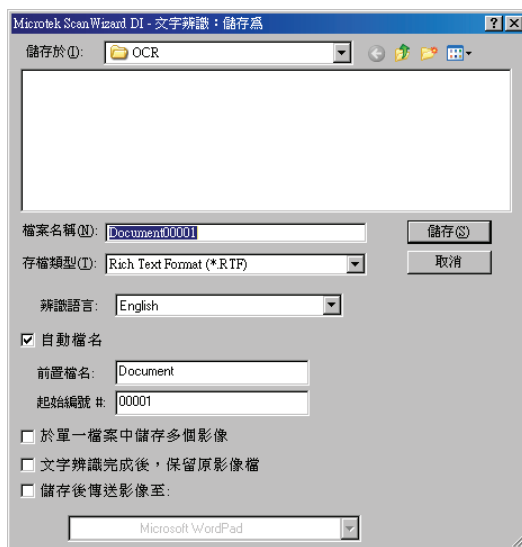 Microtek ScanWizard DI - 文字辨識：儲存為
儲存於(I): OCR
檔案名稱(N): Document00001 儲存(S)
存檔類型(T): Rich Text Format (*.RTF) 取消
辨識語言: English
自動檔名
前置檔名: Document
起始編號 #: 00001
於單一檔案中儲存多個影像
文字辨識完成後，保留原影像檔
儲存後傳送影像至:
Microsoft WordPad